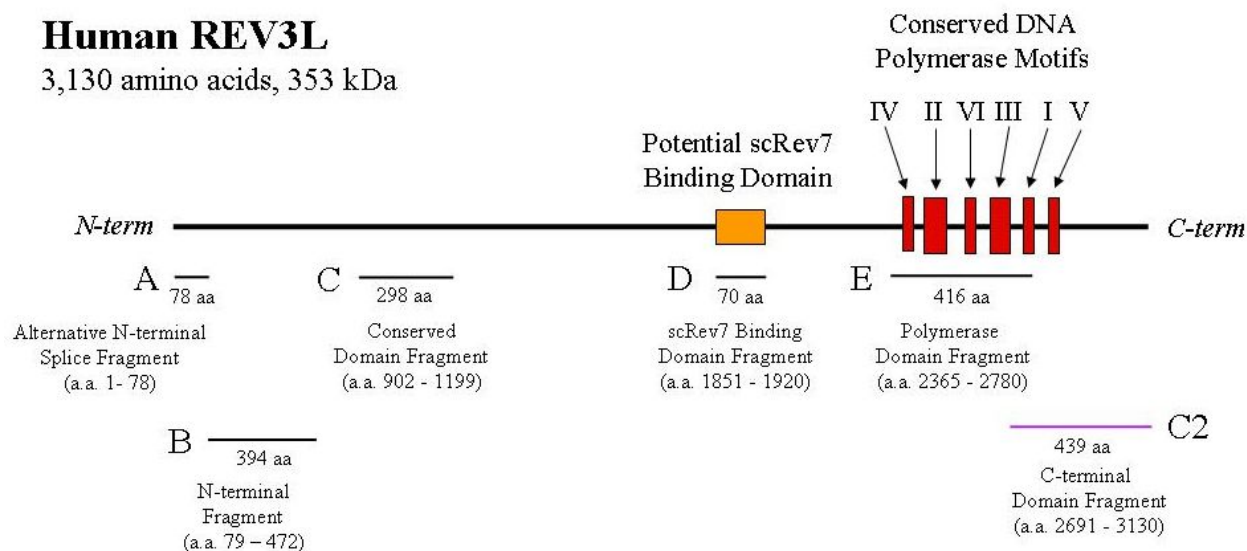 Human REV3L
3,130 amino acids, 353 kDa
Conserved DNA
Polymerase Motifs
IV II VI III I V
Potential scRev7
Binding Domain
N-term
C-term
A
78 aa
Alternative N-terminal
Splice Fragment
(a.a. 1- 78)
C
298 aa
Conserved
Domain Fragment
(a.a. 902 - 1199)
D
70 aa
scRev7 Binding
Domain Fragment
(a.a. 1851 - 1920)
E
416 aa
Polymerase
Domain Fragment
(a.a. 2365 - 2780)
B
394 aa
N-terminal
Fragment
(a.a. 79 – 472)
C2
439 aa
C-terminal
Domain Fragment
(a.a. 2691 - 3130)